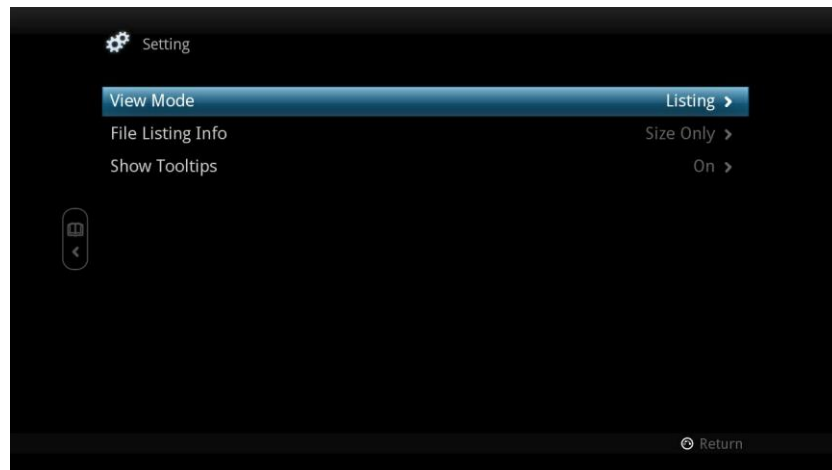 Setting
View Mode Listing
File Listing Info Size Only
Show Tooltips On
Return